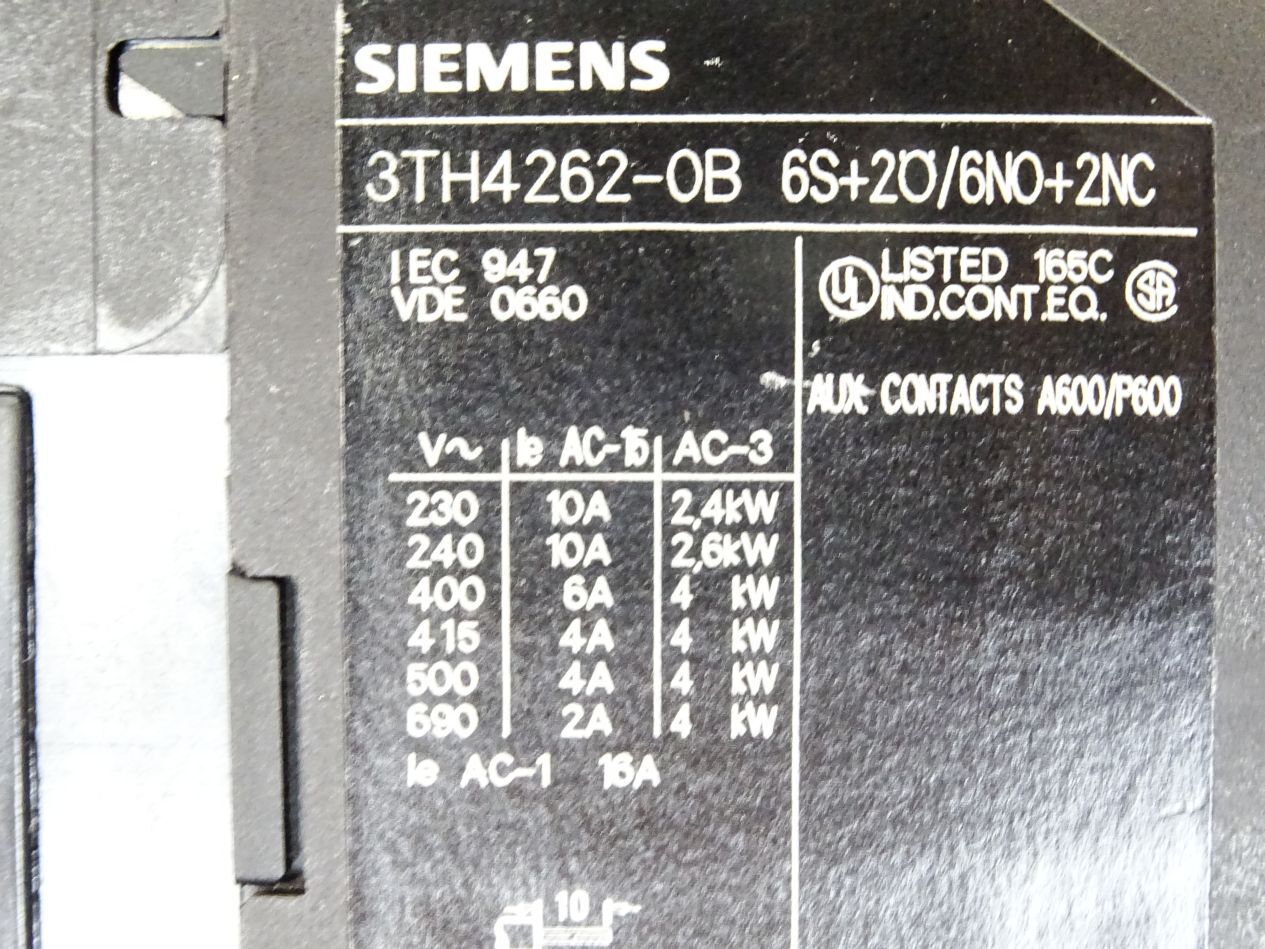 SIEMENS
3TH4262-0B 6S+2Ö/6NO+2NC
IEC 947
VDE 0660
UL LISTED 165C SA
IND.CONT.EQ.
AUX. CONTACTS A600/P600
V~ Ie AC-15 AC-3
230 10A 2,4kW
240 10A 2,6kW
400 6A 4 kW
415 4A 4 kW
500 4A 4 kW
690 2A 4 kW
Ie AC-1 16A
10